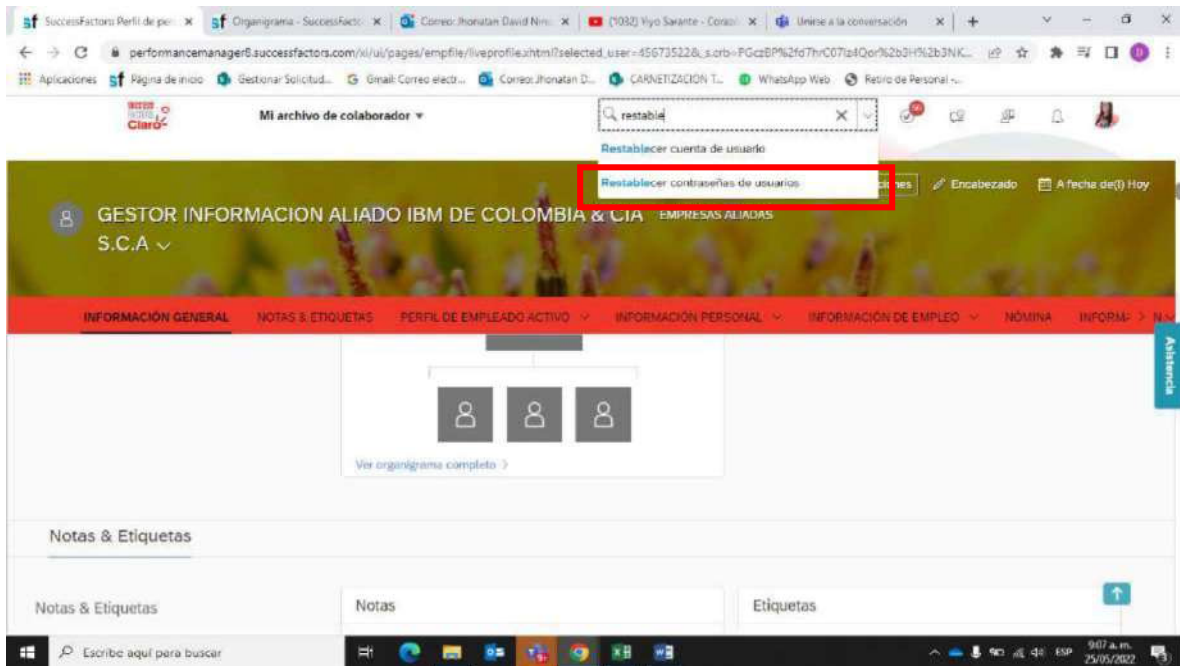 SuccessFactors: Perfil de per
Organigrama - SuccessFacto
Correo: Jhonatan David Nin
(1032) Viyo Sarante - Coraz
Unirse a la conversación
performancemanager8.successfactors.com/xi/ui/pages/empfile/liveprofile.xhtml?selected_user=45673522&_s.crb=
Aplicaciones
Página de inicio
Gestionar Solicitud...
Gmail: Correo electr...
Correo: Jhonatan D...
CARNETIZACION T...
WhatsApp Web
Retiro de Personal -...
Claro
Mi archivo de colaborador
restable
Restablecer cuenta de usuario
Restablecer contraseñas de usuarios
Encabezado
A fecha de(l) Hoy
GESTOR INFORMACION ALIADO IBM DE COLOMBIA & CIA EMPRESAS ALIADAS
S.C.A
INFORMACIÓN GENERAL
NOTAS & ETIQUETAS
PERFIL DE EMPLEADO ACTIVO
INFORMACIÓN PERSONAL
INFORMACIÓN DE EMPLEO
NÓMINA
INFORMA
Asistencia
Ver organigrama completo
Notas & Etiquetas
Notas & Etiquetas
Notas
Etiquetas
Escribe aquí para buscar
ESP
9:07 a. m.
25/05/2022